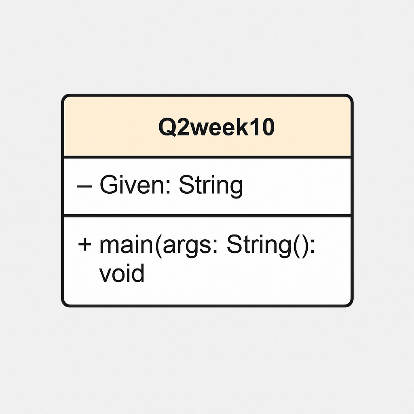 Q2week10
– Given: String
+ main(args: String():
void